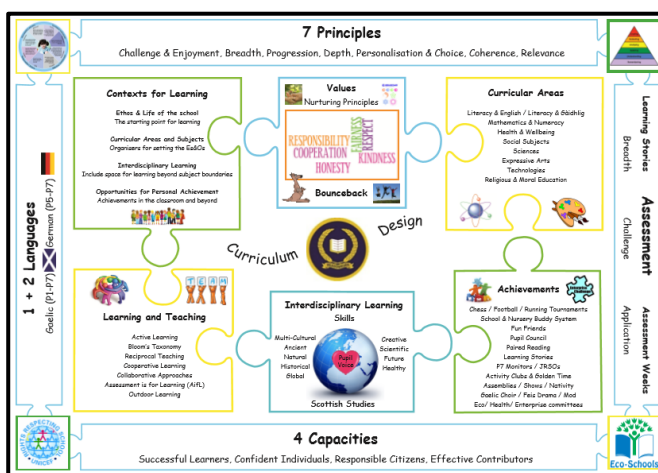 7 Principles
Challenge & Enjoyment, Breadth, Progression, Depth, Personalisation & Choice, Coherence, Relevance
Contexts for Learning
Ethos & Life of the school
The starting point for learning
Curricular Areas and Subjects
Organisers for setting the Es&Os
Interdisciplinary Learning
Include space for learning beyond subject boundaries
Opportunities for Personal Achievement
Achievements in the classroom and beyond
Values
Nurturing Principles
RESPONSIBILITY
COOPERATION
HONESTY
FAIRNESS
RESPECT
KINDNESS
Bounceback
Curricular Areas
Literacy & English / Literacy & Gàidhlig
Mathematics & Numeracy
Health & Wellbeing
Social Subjects
Sciences
Expressive Arts
Technologies
Religious & Moral Education
1 + 2 Languages
Gaelic (P1-P7)
German (P5-P7)
Curriculum
Design
Learning Stories
Assessment
Assessment Weeks
Breadth
Challenge
Application
TEAM
Learning and Teaching
Active Learning
Bloom's Taxonomy
Reciprocal Teaching
Cooperative Learning
Collaborative Approaches
Assessment is for Learning (AifL)
Outdoor Learning
Interdisciplinary Learning
Skills
Multi-Cultural
Ancient
Natural
Historical
Global
Pupil
Voice
Creative
Scientific
Future
Healthy
Scottish Studies
Achievements
Chess / Football / Running Tournaments
School & Nursery Buddy System
Fun Friends
Pupil Council
Paired Reading
Learning Stories
P7 Monitors / JRSOs
Activity Clubs & Golden Time
Assemblies / Shows / Nativity
Gaelic Choir / Feis Drama / Mod
Eco/ Health/ Enterprise committees
4 Capacities
Successful Learners, Confident Individuals, Responsible Citizens, Effective Contributors
RIGHTS RESPECTING SCHOOL
UNICEF
Eco-Schools